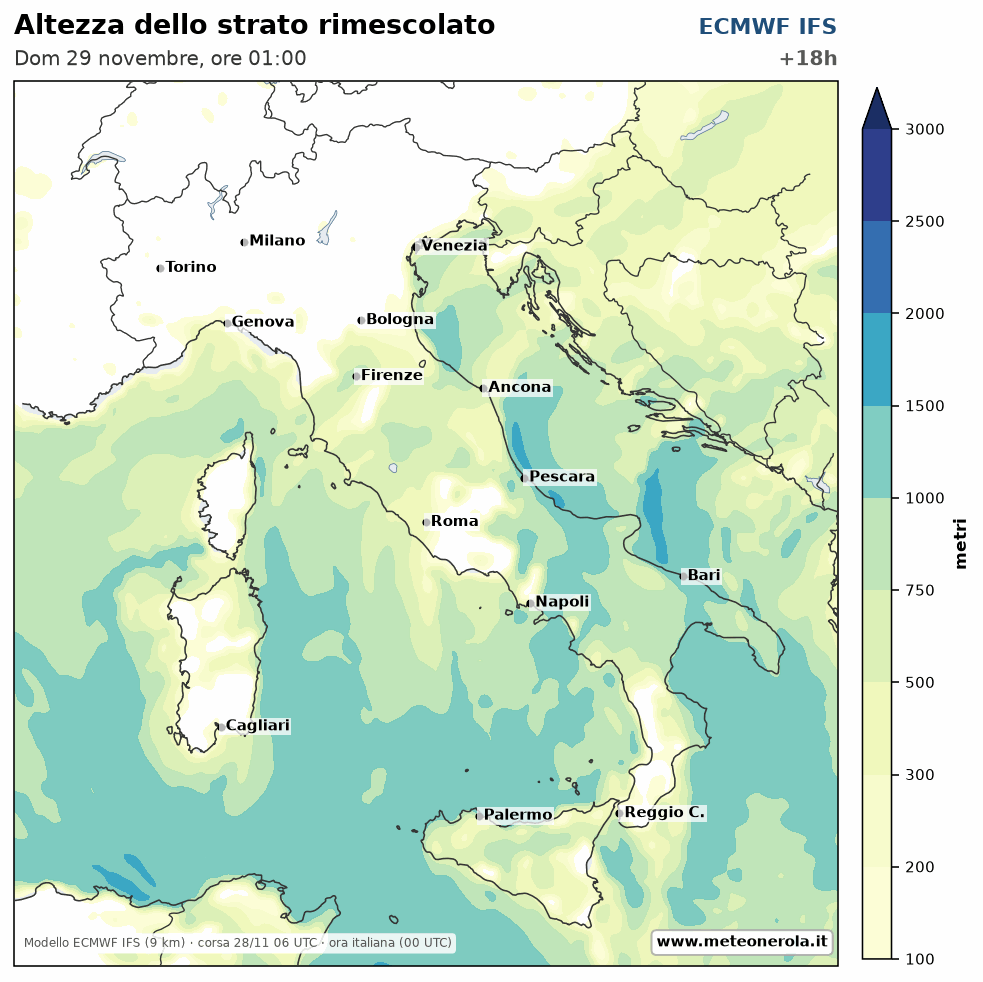 Altezza dello strato rimescolato
ECMWF IFS
Dom 29 novembre, ore 01:00
+18h
3000
2500
2000
1500
1000
750
500
300
200
100
metri
Milano
Venezia
Torino
Genova
Bologna
Firenze
Ancona
Pescara
Roma
Bari
Napoli
Cagliari
Palermo
Reggio C.
Modello ECMWF IFS (9 km) · corsa 28/11 06 UTC · ora italiana (00 UTC)
www.meteonerola.it